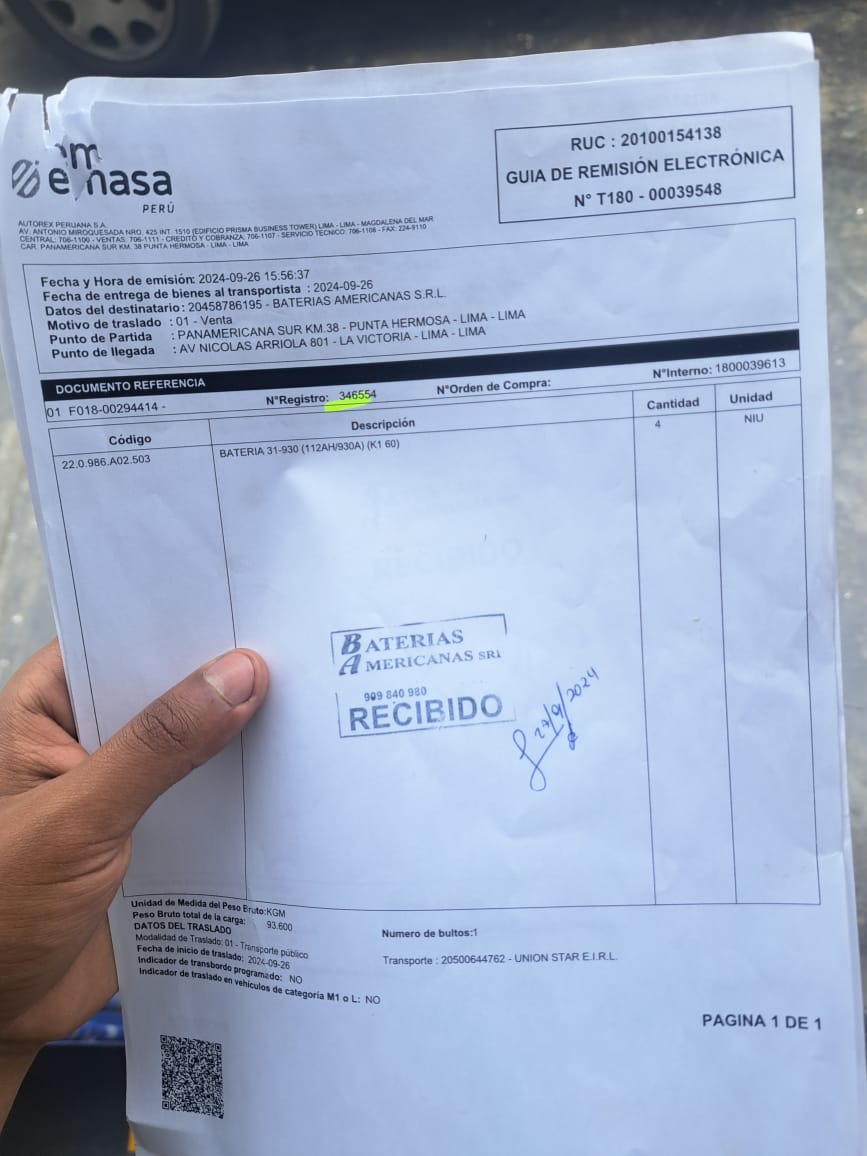 emasa
PERÚ
RUC : 20100154138
GUIA DE REMISIÓN ELECTRÓNICA
N° T180 - 00039548
AUTOREX PERUANA S.A.
AV. ANTONIO MIROQUESADA NRO. 425 INT. 1510 (EDIFICIO PRISMA BUSINESS TOWER) LIMA - LIMA - MAGDALENA DEL MAR
CENTRAL: 706-1100 - VENTAS: 706-1111 - CREDITO Y COBRANZA: 706-1107 - SERVICIO TECNICO: 706-1108 - FAX: 224-9110
CAR. PANAMERICANA SUR KM. 38 PUNTA HERMOSA - LIMA - LIMA
Fecha y Hora de emisión: 2024-09-26 15:56:37
Fecha de entrega de bienes al transportista : 2024-09-26
Datos del destinatario : 20458786195 - BATERIAS AMERICANAS S.R.L.
Motivo de traslado : 01 - Venta
Punto de Partida : PANAMERICANA SUR KM.38 - PUNTA HERMOSA - LIMA - LIMA
Punto de llegada : AV NICOLAS ARRIOLA 801 - LA VICTORIA - LIMA - LIMA
DOCUMENTO REFERENCIA
01 F018-00294414 - N°Registro: 346554 N°Orden de Compra: N°Interno: 1800039613
Código Descripción Cantidad Unidad
22.0.986.A02.503 BATERIA 31-930 (112AH/930A) (K1 60) 4 NIU
BATERIAS
AMERICANAS SRL
909 840 980
RECIBIDO
27/9/2024
Unidad de Medida del Peso Bruto:KGM
Peso Bruto total de la carga: 93.600
DATOS DEL TRASLADO
Modalidad de Traslado: 01 - Transporte público
Fecha de inicio de traslado: 2024-09-26
Indicador de transbordo programado: NO
Indicador de traslado en vehículos de categoría M1 o L: NO
Numero de bultos:1
Transporte : 20500644762 - UNION STAR E.I.R.L.
PAGINA 1 DE 1